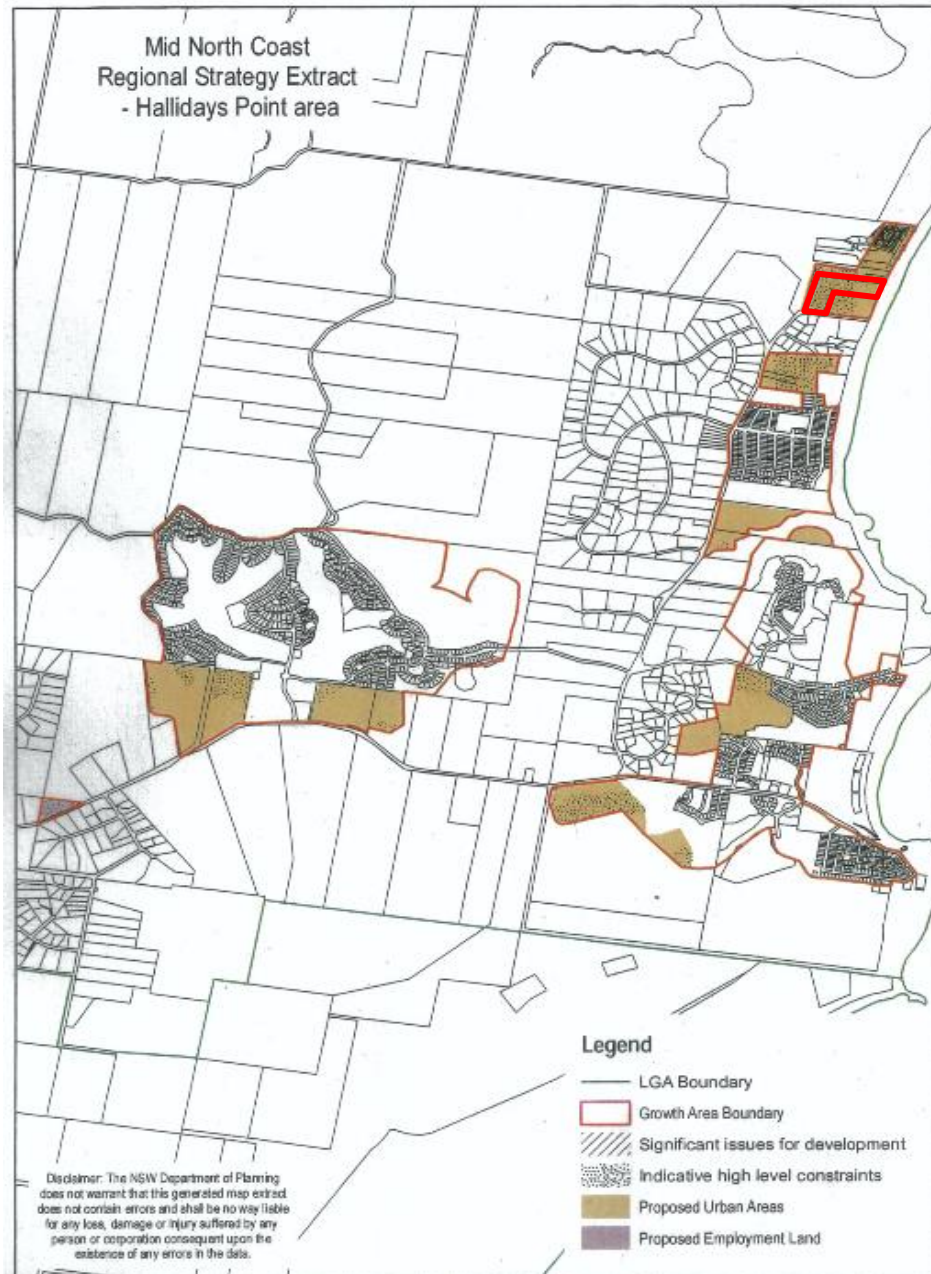 Mid North Coast
Regional Strategy Extract
- Hallidays Point area
Legend
LGA Boundary
Growth Area Boundary
Significant issues for development
Indicative high level constraints
Proposed Urban Areas
Proposed Employment Land
Disclaimer: The NSW Department of Planning
does not warrant that this generated map extract
does not contain errors and shall be no way liable
for any loss, damage or injury suffered by any
person or corporation consequent upon the
existence of any errors in the data.